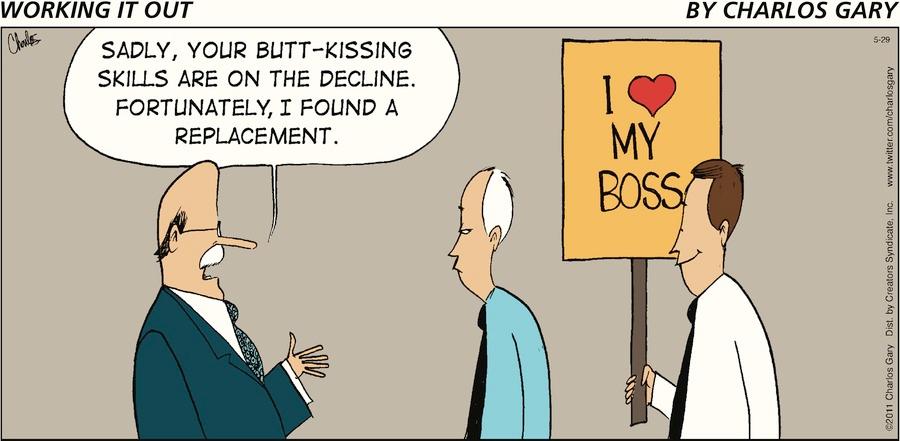 WORKING IT OUT
BY CHARLOS GARY
Charlos
5-29
SADLY, YOUR BUTT-KISSING
SKILLS ARE ON THE DECLINE.
FORTUNATELY, I FOUND A
REPLACEMENT.
I ❤
MY
BOSS
©2011 Charlos Gary Dist. by Creators Syndicate, Inc. www.twitter.com/charlosgary